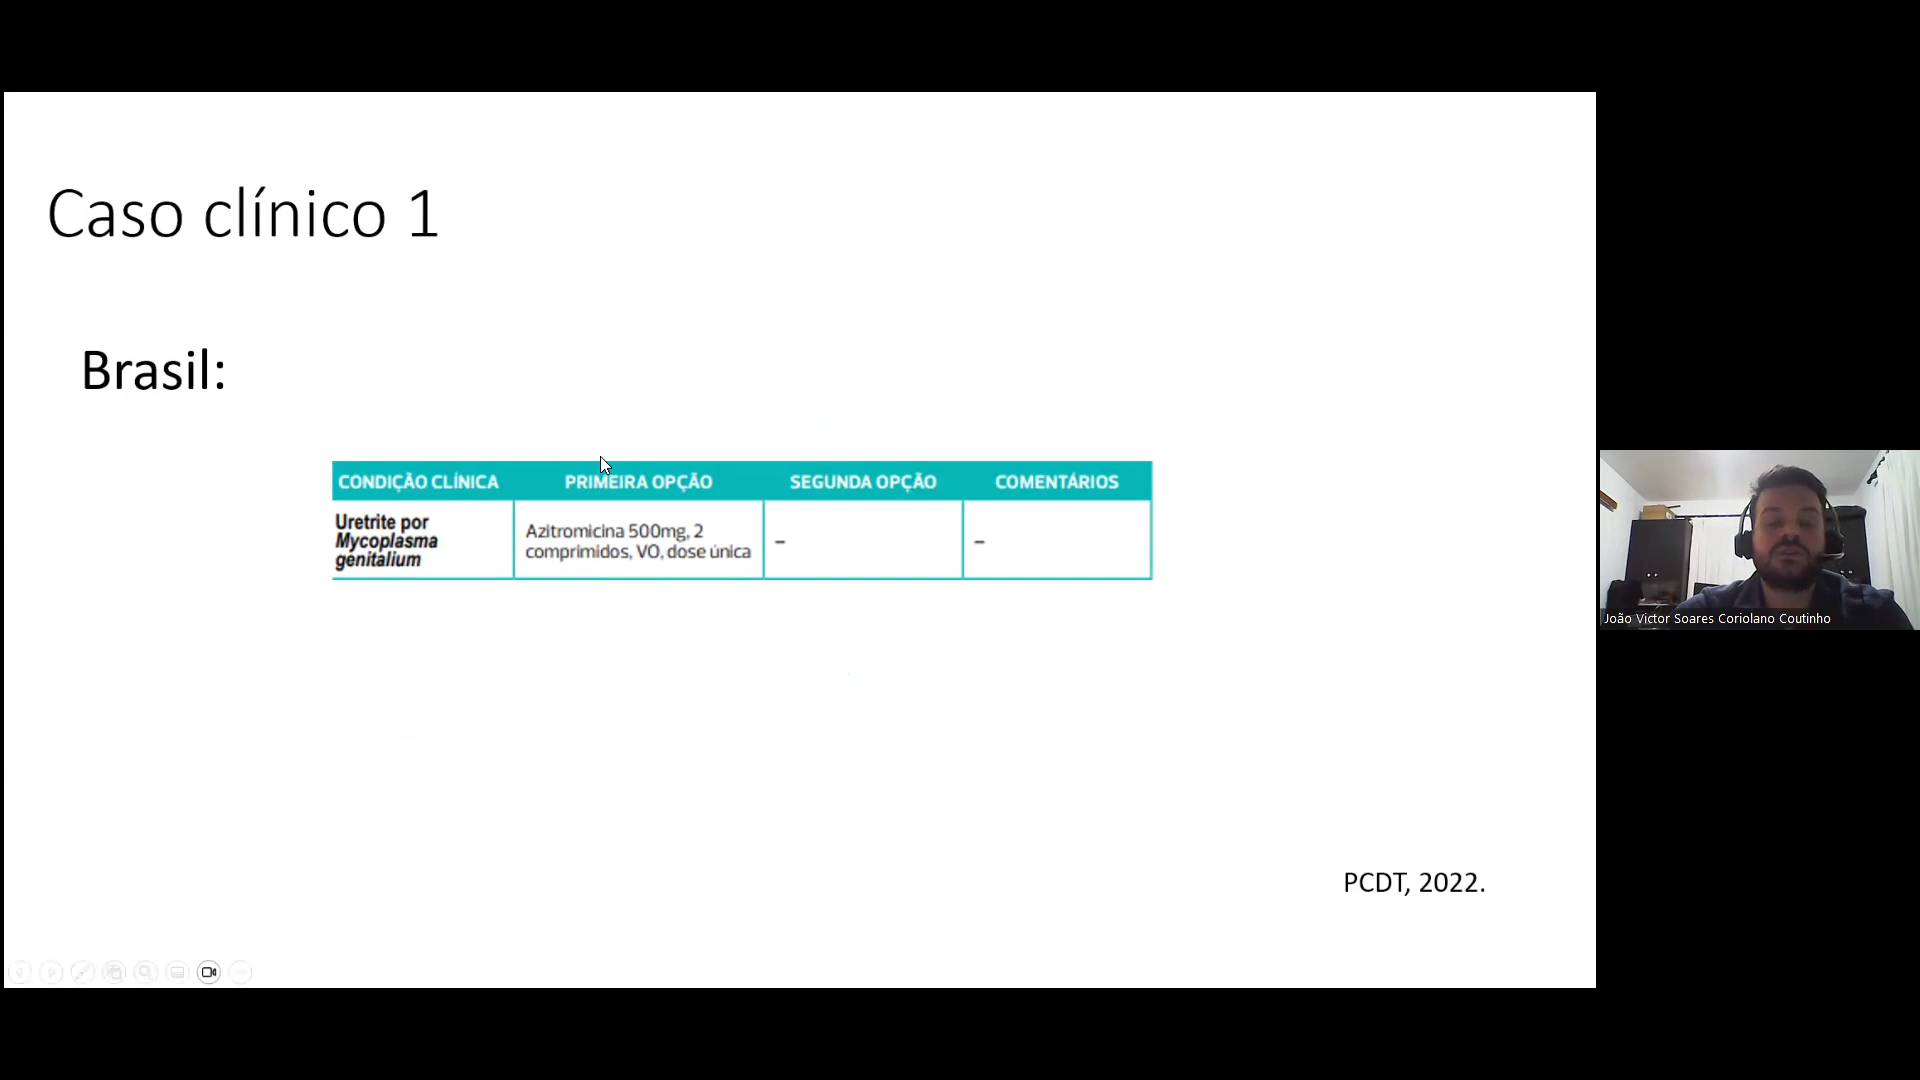 Caso clínico 1
Brasil:
CONDIÇÃO CLÍNICA PRIMEIRA OPÇÃO SEGUNDA OPÇÃO COMENTÁRIOS
Uretrite por
Mycoplasma
genitalium
Azitromicina 500mg, 2
comprimidos, VO, dose única
–
–
PCDT, 2022.
João Victor Soares Coriolano Coutinho